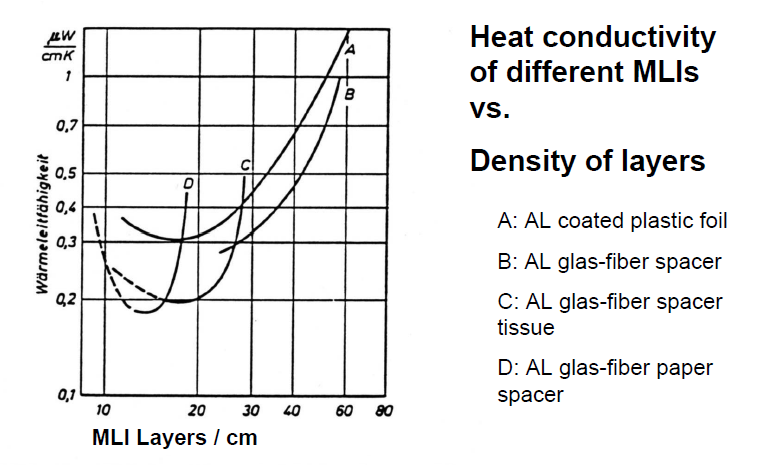 µW
cmK
1
0,7
0,5
0,4
0,3
0,2
0,1
Wärmeleitfähigkeit
A
B
C
D
10 20 30 40 60 80
MLI Layers / cm
Heat conductivity
of different MLIs
vs.
Density of layers
A: AL coated plastic foil
B: AL glas-fiber spacer
C: AL glas-fiber spacer
tissue
D: AL glas-fiber paper
spacer